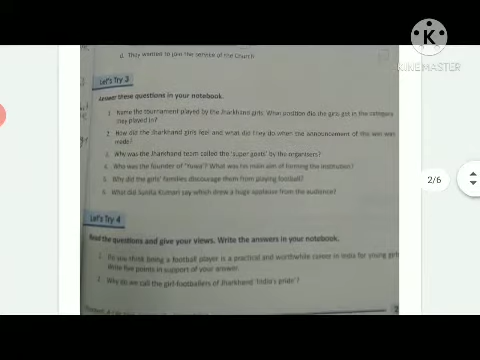 d. They wanted to join the service of the Church
KINEMASTER
Let's Try 3
Answer these questions in your notebook.
1. Name the tournament played by the Jharkhand girls. What position did the girls get in the category
they played in?
2. How did the Jharkhand girls feel and what did they do when the announcement of the win was
made?
3. Why was the Jharkhand team called the 'super goats' by the organisers?
4. Who was the founder of 'Yuwa'? What was his main aim of forming the institution?
5. Why did the girls' families discourage them from playing football?
6. What did Sunita Kumari say which drew a huge applause from the audience?
2/6
Let's Try 4
Read the questions and give your views. Write the answers in your notebook.
1. Do you think being a football player is a practical and worthwhile career in India for young girls
Write five points in support of your answer.
2. Why do we call the girl footballers of Jharkhand 'India's pride'?